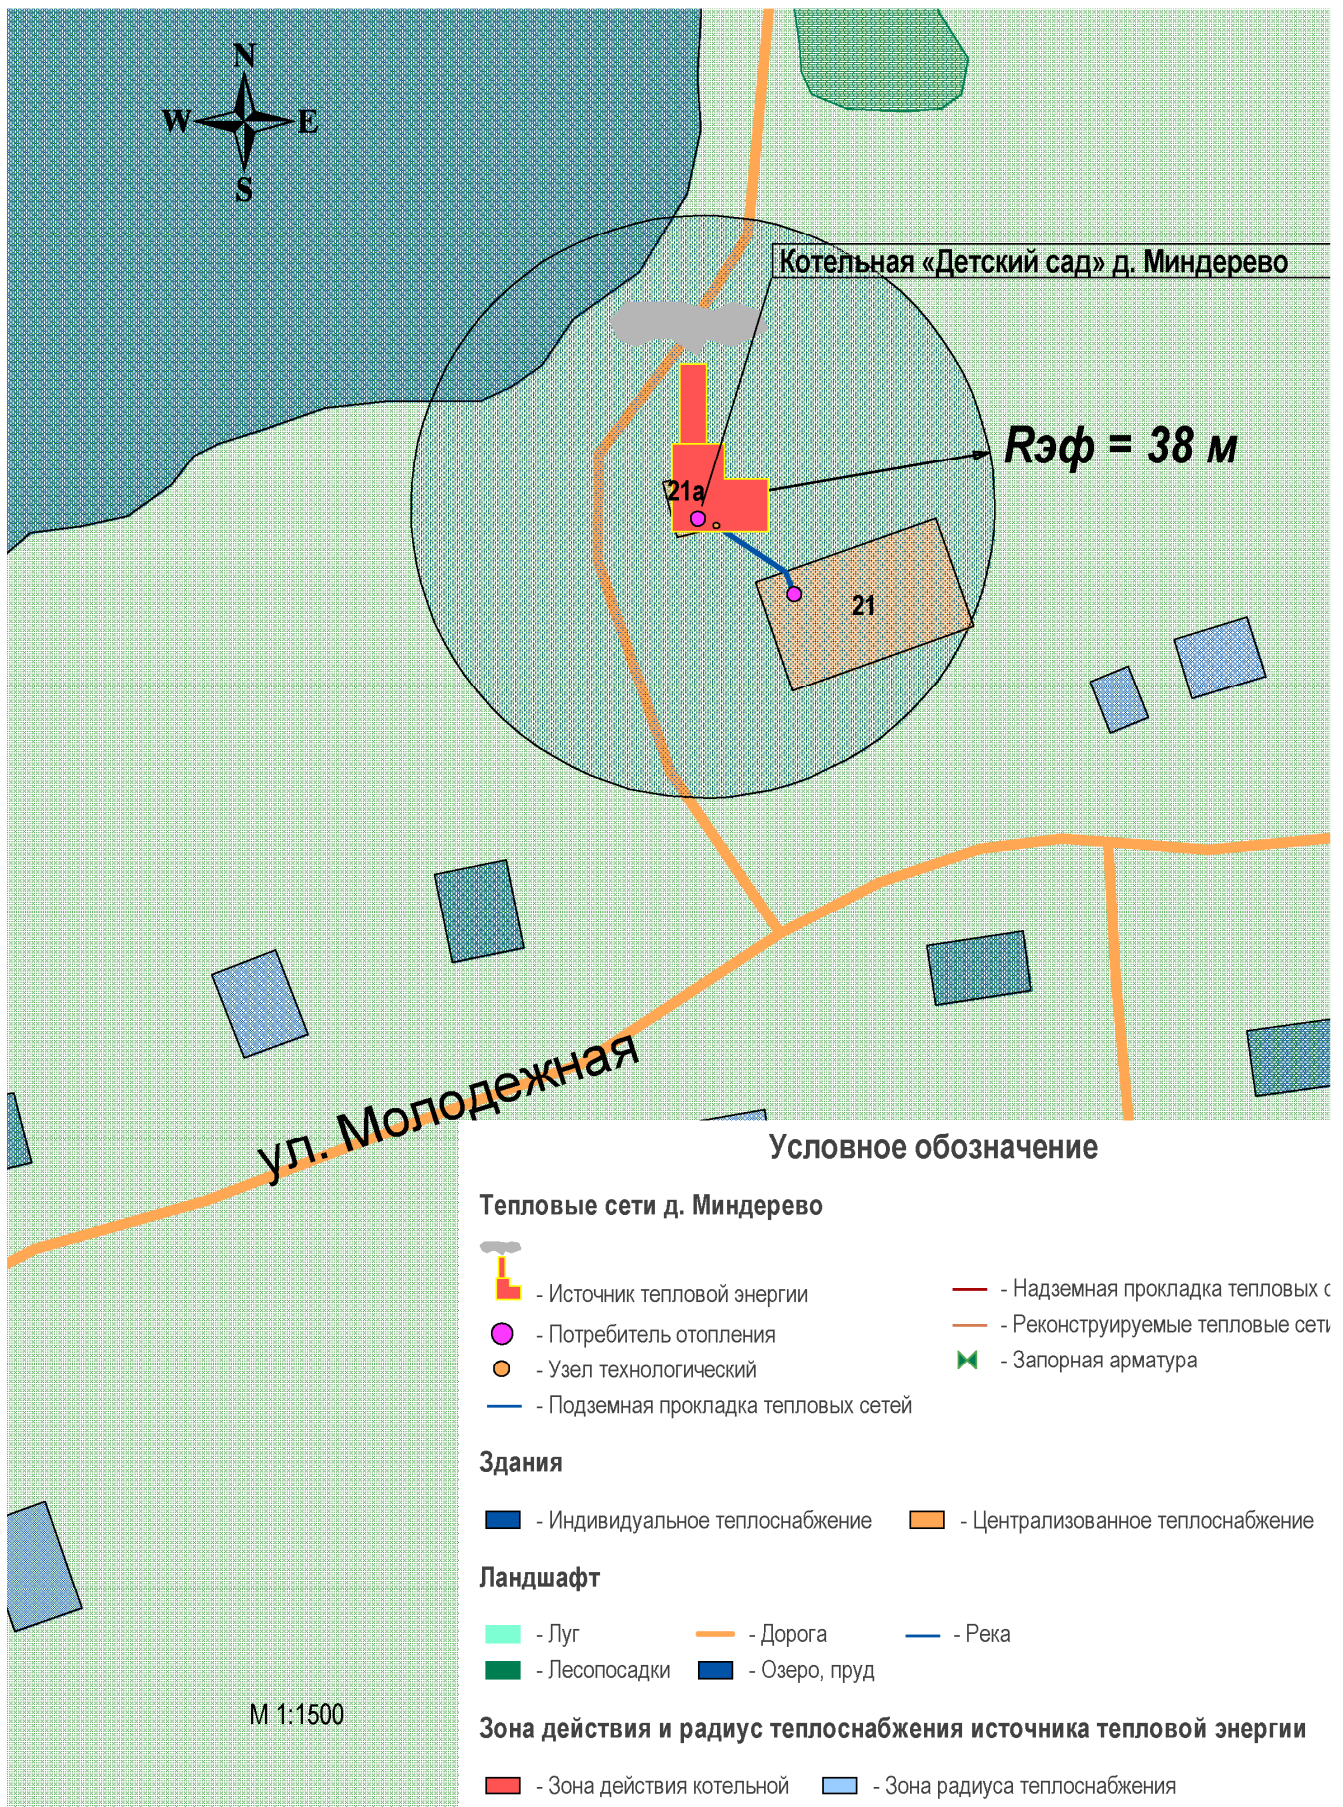 N
W E
S
Котельная «Детский сад» д. Миндерево
Rэф = 38 м
21а
21
ул. Молодежная
Условное обозначение
Тепловые сети д. Миндерево
- Источник тепловой энергии
- Надземная прокладка тепловых
- Потребитель отопления
- Реконструируемые тепловые сети
- Узел технологический
- Запорная арматура
- Подземная прокладка тепловых сетей
Здания
- Индивидуальное теплоснабжение
- Централизованное теплоснабжение
Ландшафт
- Луг
- Дорога
- Река
- Лесопосадки
- Озеро, пруд
М 1:1500
Зона действия и радиус теплоснабжения источника тепловой энергии
- Зона действия котельной
- Зона радиуса теплоснабжения